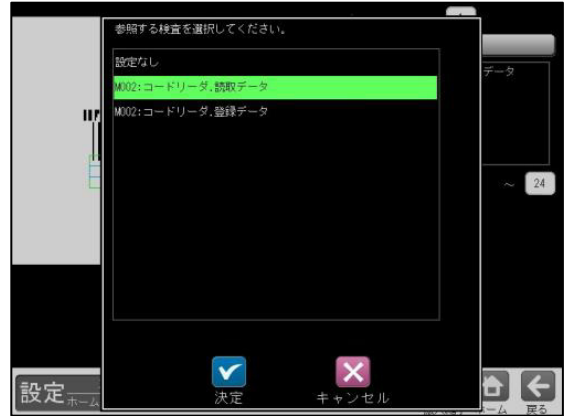 参照する検査を選択してください。
設定なし
M002:コードリーダ.読取データ
M002:コードリーダ.登録データ
データ
～ 24
決定
キャンセル
設定
ホーム
戻る